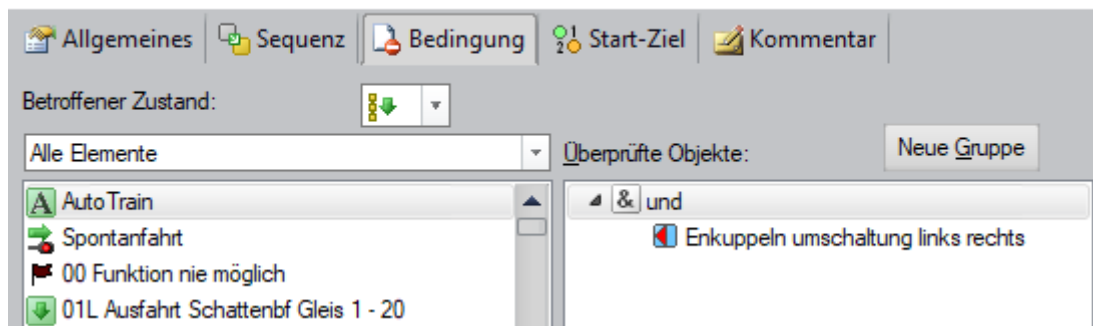 Allgemeines Sequenz Bedingung Start-Ziel Kommentar
Betroffener Zustand:
Alle Elemente
Überprüfte Objekte: Neue Gruppe
AutoTrain
& und
Spontanfahrt
Enkuppeln umschaltung links rechts
00 Funktion nie möglich
01L Ausfahrt Schattenbf Gleis 1 - 20